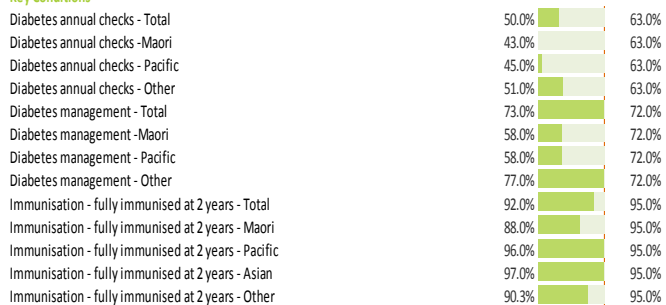 Key Conditions
Diabetes annual checks - Total 50.0% 63.0%
Diabetes annual checks -Maori 43.0% 63.0%
Diabetes annual checks - Pacific 45.0% 63.0%
Diabetes annual checks - Other 51.0% 63.0%
Diabetes management - Total 73.0% 72.0%
Diabetes management -Maori 58.0% 72.0%
Diabetes management - Pacific 58.0% 72.0%
Diabetes management - Other 77.0% 72.0%
Immunisation - fully immunised at 2 years - Total 92.0% 95.0%
Immunisation - fully immunised at 2 years - Maori 88.0% 95.0%
Immunisation - fully immunised at 2 years - Pacific 96.0% 95.0%
Immunisation - fully immunised at 2 years - Asian 97.0% 95.0%
Immunisation - fully immunised at 2 years - Other 90.3% 95.0%